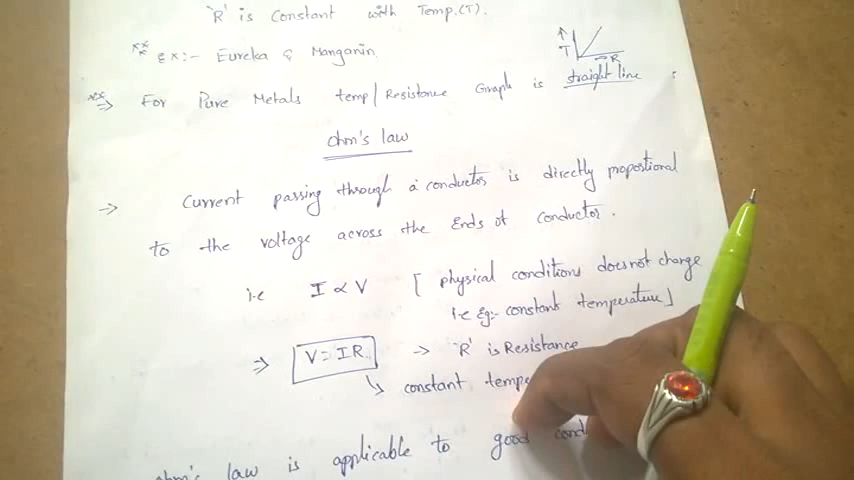 'R' is Constant with Temp.(T).
Ex:- Eureka & Manganin
T R
=> For Pure Metals temp/Resistance Graph is straight line
Ohm's law
-> Current passing through a conductor is directly proportional
to the voltage across the Ends of conductor.
i.e I ∝ V [ physical conditions doesnot change
i.e Eg:- constant temperature]
=> V = IR -> 'R' is Resistance
constant
ohm's law is applicable to good